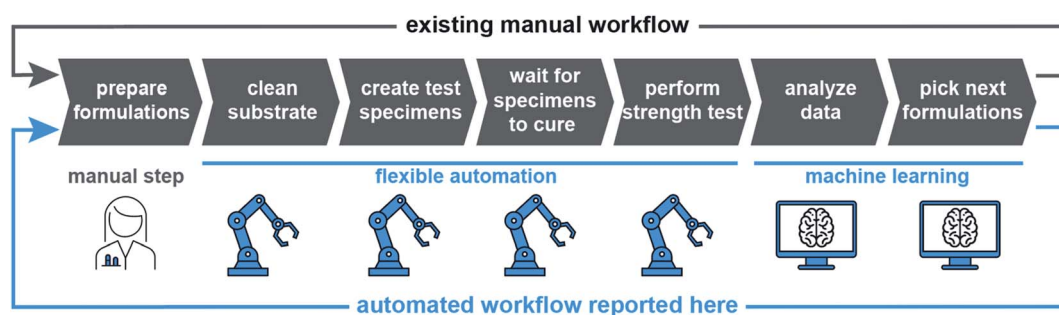 existing manual workflow
prepare
formulations
clean
substrate
create test
specimens
wait for
specimens
to cure
perform
strength test
analyze
data
pick next
formulations
manual step
flexible automation
machine learning
automated workflow reported here